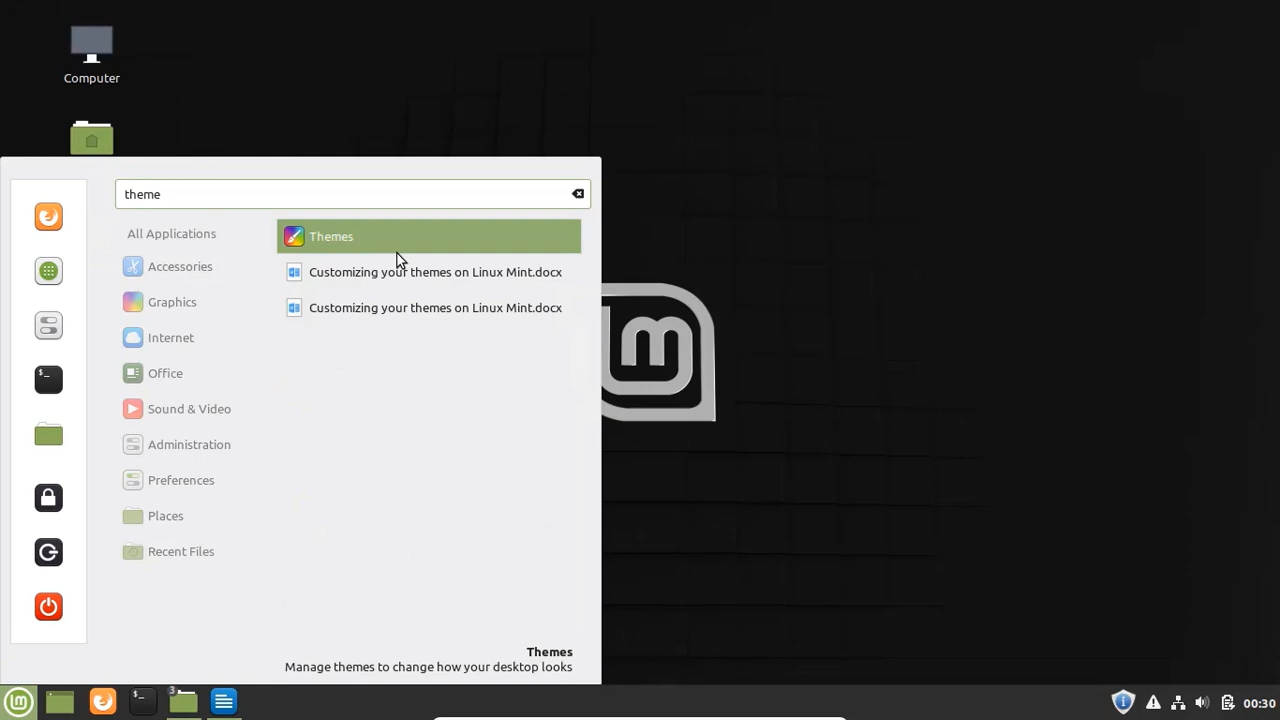 Computer
theme
All Applications
Accessories
Graphics
Internet
Office
Sound & Video
Administration
Preferences
Places
Recent Files
Themes
Customizing your themes on Linux Mint.docx
Customizing your themes on Linux Mint.docx
Themes
Manage themes to change how your desktop looks
3
00:30